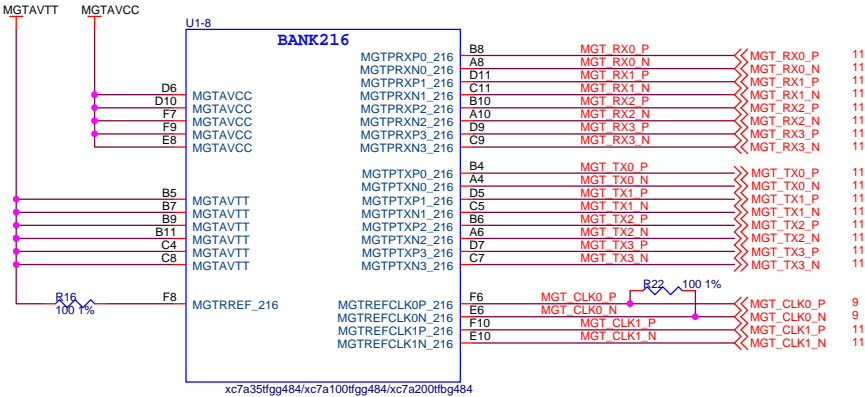 MGTAVTT MGTAVCC
U1-8
BANK216
MGTPRXP0_216 B8 MGT_RX0_P MGT_RX0_P 11
MGTPRXN0_216 A8 MGT_RX0_N MGT_RX0_N 11
MGTPRXP1_216 D11 MGT_RX1_P MGT_RX1_P 11
D6 MGTAVCC MGTPRXN1_216 C11 MGT_RX1_N MGT_RX1_N 11
D10 MGTAVCC MGTPRXP2_216 B10 MGT_RX2_P MGT_RX2_P 11
F7 MGTAVCC MGTPRXN2_216 A10 MGT_RX2_N MGT_RX2_N 11
F9 MGTAVCC MGTPRXP3_216 D9 MGT_RX3_P MGT_RX3_P 11
E8 MGTAVCC MGTPRXN3_216 C9 MGT_RX3_N MGT_RX3_N 11
MGTPTXP0_216 B4 MGT_TX0_P MGT_TX0_P 11
MGTPTXN0_216 A4 MGT_TX0_N MGT_TX0_N 11
B5 MGTAVTT MGTPTXP1_216 D5 MGT_TX1_P MGT_TX1_P 11
B7 MGTAVTT MGTPTXN1_216 C5 MGT_TX1_N MGT_TX1_N 11
B9 MGTAVTT MGTPTXP2_216 B6 MGT_TX2_P MGT_TX2_P 11
B11 MGTAVTT MGTPTXN2_216 A6 MGT_TX2_N MGT_TX2_N 11
C4 MGTAVTT MGTPTXP3_216 D7 MGT_TX3_P MGT_TX3_P 11
C8 MGTAVTT MGTPTXN3_216 C7 MGT_TX3_N MGT_TX3_N 11
R22 100 1%
R16 F8 MGTRREF_216 MGTREFCLK0P_216 F6 MGT_CLK0_P MGT_CLK0_P 9
100 1% MGTREFCLK0N_216 E6 MGT_CLK0_N MGT_CLK0_N 9
MGTREFCLK1P_216 F10 MGT_CLK1_P MGT_CLK1_P 11
MGTREFCLK1N_216 E10 MGT_CLK1_N MGT_CLK1_N 11
xc7a35tfgg484/xc7a100tfgg484/xc7a200tfbg484